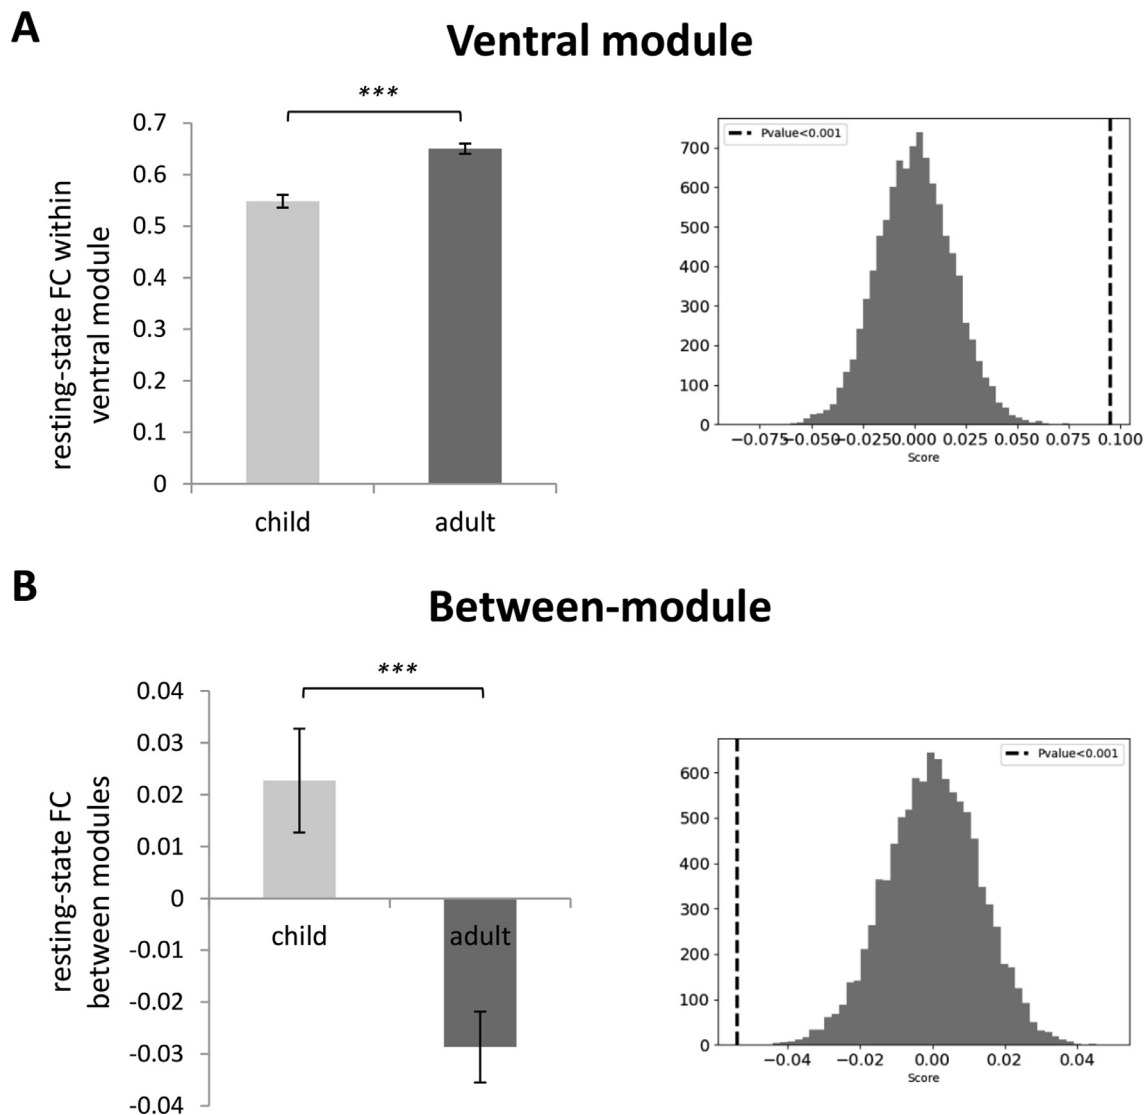 A
Ventral module
***
0.7
0.6
0.5
0.4
0.3
0.2
0.1
0
resting-state FC within
ventral module
child adult
Pvalue<0.001
700
600
500
400
300
200
100
0
−0.075 −0.050 −0.025 0.000 0.025 0.050 0.075 0.100
Score
B
Between-module
***
0.04
0.03
0.02
0.01
0
-0.01
-0.02
-0.03
-0.04
resting-state FC
between modules
child adult
Pvalue<0.001
600
500
400
300
200
100
0
−0.04 −0.02 0.00 0.02 0.04
Score